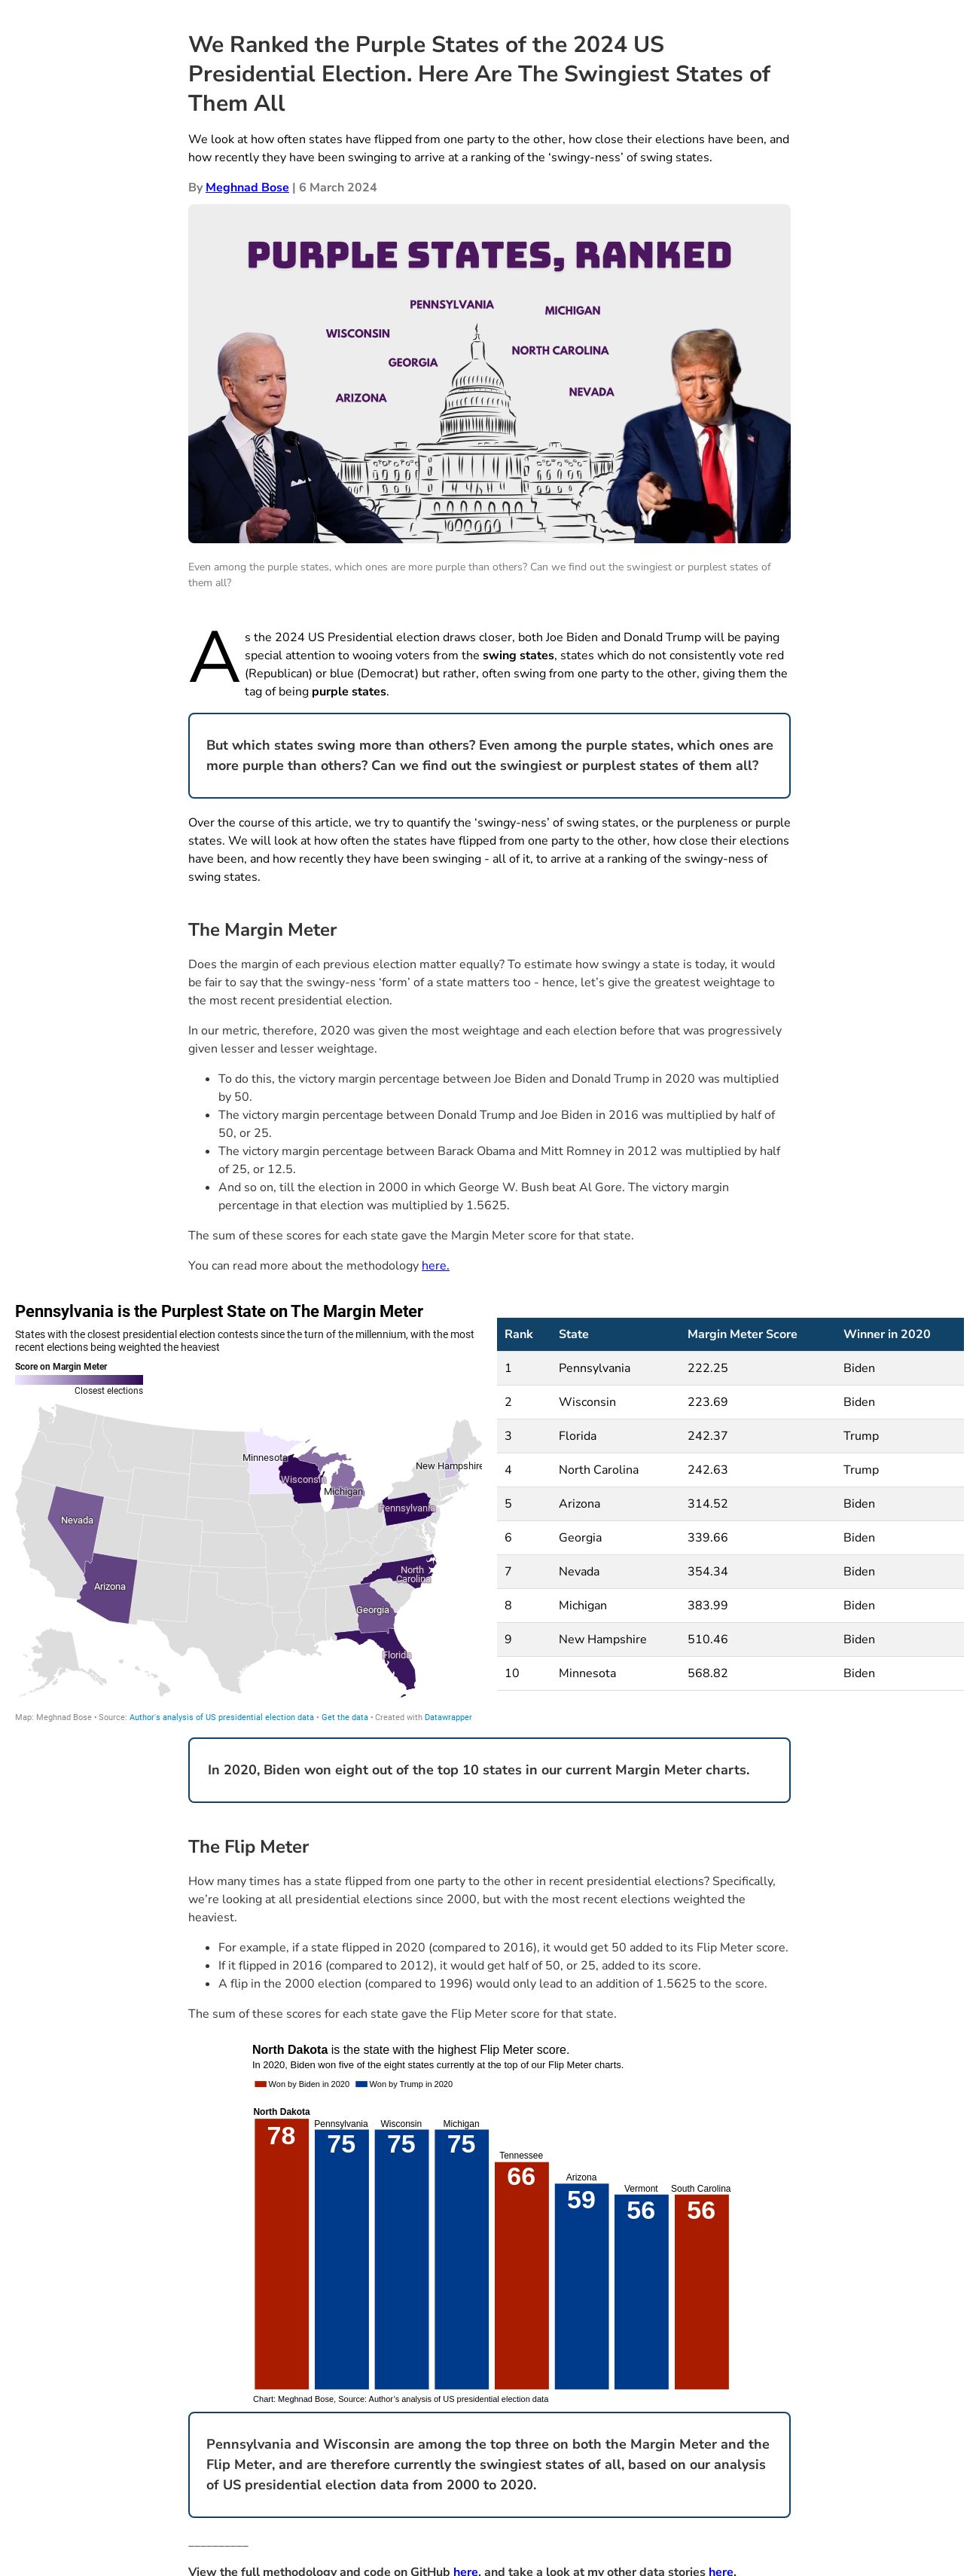 We Ranked the Purple States of the 2024 US
Presidential Election. Here Are The Swingiest States of
Them All
We look at how often states have flipped from one party to the other, how close their elections have been, and
how recently they have been swinging to arrive at a ranking of the ‘swingy-ness’ of swing states.
By Meghnad Bose | 6 March 2024
PURPLE STATES, RANKED
PENNSYLVANIA
MICHIGAN
WISCONSIN
NORTH CAROLINA
GEORGIA
NEVADA
ARIZONA
Even among the purple states, which ones are more purple than others? Can we find out the swingiest or purplest states of
them all?
As the 2024 US Presidential election draws closer, both Joe Biden and Donald Trump will be paying
special attention to wooing voters from the swing states, states which do not consistently vote red
(Republican) or blue (Democrat) but rather, often swing from one party to the other, giving them the
tag of being purple states.
But which states swing more than others? Even among the purple states, which ones are
more purple than others? Can we find out the swingiest or purplest states of them all?
Over the course of this article, we try to quantify the ‘swingy-ness’ of swing states, or the purpleness or purple
states. We will look at how often the states have flipped from one party to the other, how close their elections
have been, and how recently they have been swinging - all of it, to arrive at a ranking of the swingy-ness of
swing states.
The Margin Meter
Does the margin of each previous election matter equally? To estimate how swingy a state is today, it would
be fair to say that the swingy-ness ‘form’ of a state matters too - hence, let’s give the greatest weightage to
the most recent presidential election.
In our metric, therefore, 2020 was given the most weightage and each election before that was progressively
given lesser and lesser weightage.
• To do this, the victory margin percentage between Joe Biden and Donald Trump in 2020 was multiplied
by 50.
• The victory margin percentage between Donald Trump and Joe Biden in 2016 was multiplied by half of
50, or 25.
• The victory margin percentage between Barack Obama and Mitt Romney in 2012 was multiplied by half
of 25, or 12.5.
• And so on, till the election in 2000 in which George W. Bush beat Al Gore. The victory margin
percentage in that election was multiplied by 1.5625.
The sum of these scores for each state gave the Margin Meter score for that state.
You can read more about the methodology here.
Pennsylvania is the Purplest State on The Margin Meter
States with the closest presidential election contests since the turn of the millennium, with the most
recent elections being weighted the heaviest
Score on Margin Meter
Closest elections
Minnesota
New Hampshire
Wisconsin
Michigan
Pennsylvania
Nevada
North
Carolina
Arizona
Georgia
Florida
Map: Meghnad Bose • Source: Author's analysis of US presidential election data • Get the data • Created with Datawrapper
Rank State Margin Meter Score Winner in 2020
1 Pennsylvania 222.25 Biden
2 Wisconsin 223.69 Biden
3 Florida 242.37 Trump
4 North Carolina 242.63 Trump
5 Arizona 314.52 Biden
6 Georgia 339.66 Biden
7 Nevada 354.34 Biden
8 Michigan 383.99 Biden
9 New Hampshire 510.46 Biden
10 Minnesota 568.82 Biden
In 2020, Biden won eight out of the top 10 states in our current Margin Meter charts.
The Flip Meter
How many times has a state flipped from one party to the other in recent presidential elections? Specifically,
we’re looking at all presidential elections since 2000, but with the most recent elections weighted the
heaviest.
• For example, if a state flipped in 2020 (compared to 2016), it would get 50 added to its Flip Meter score.
• If it flipped in 2016 (compared to 2012), it would get half of 50, or 25, added to its score.
• A flip in the 2000 election (compared to 1996) would only lead to an addition of 1.5625 to the score.
The sum of these scores for each state gave the Flip Meter score for that state.
North Dakota is the state with the highest Flip Meter score.
In 2020, Biden won five of the eight states currently at the top of our Flip Meter charts.
Won by Biden in 2020 Won by Trump in 2020
North Dakota
Pennsylvania Wisconsin Michigan
78 75 75 75
Tennessee
66
Arizona
59
Vermont South Carolina
56 56
Chart: Meghnad Bose, Source: Author’s analysis of US presidential election data
Pennsylvania and Wisconsin are among the top three on both the Margin Meter and the
Flip Meter, and are therefore currently the swingiest states of all, based on our analysis
of US presidential election data from 2000 to 2020.
__________
View the full methodology and code on GitHub here, and take a look at my other data stories here.